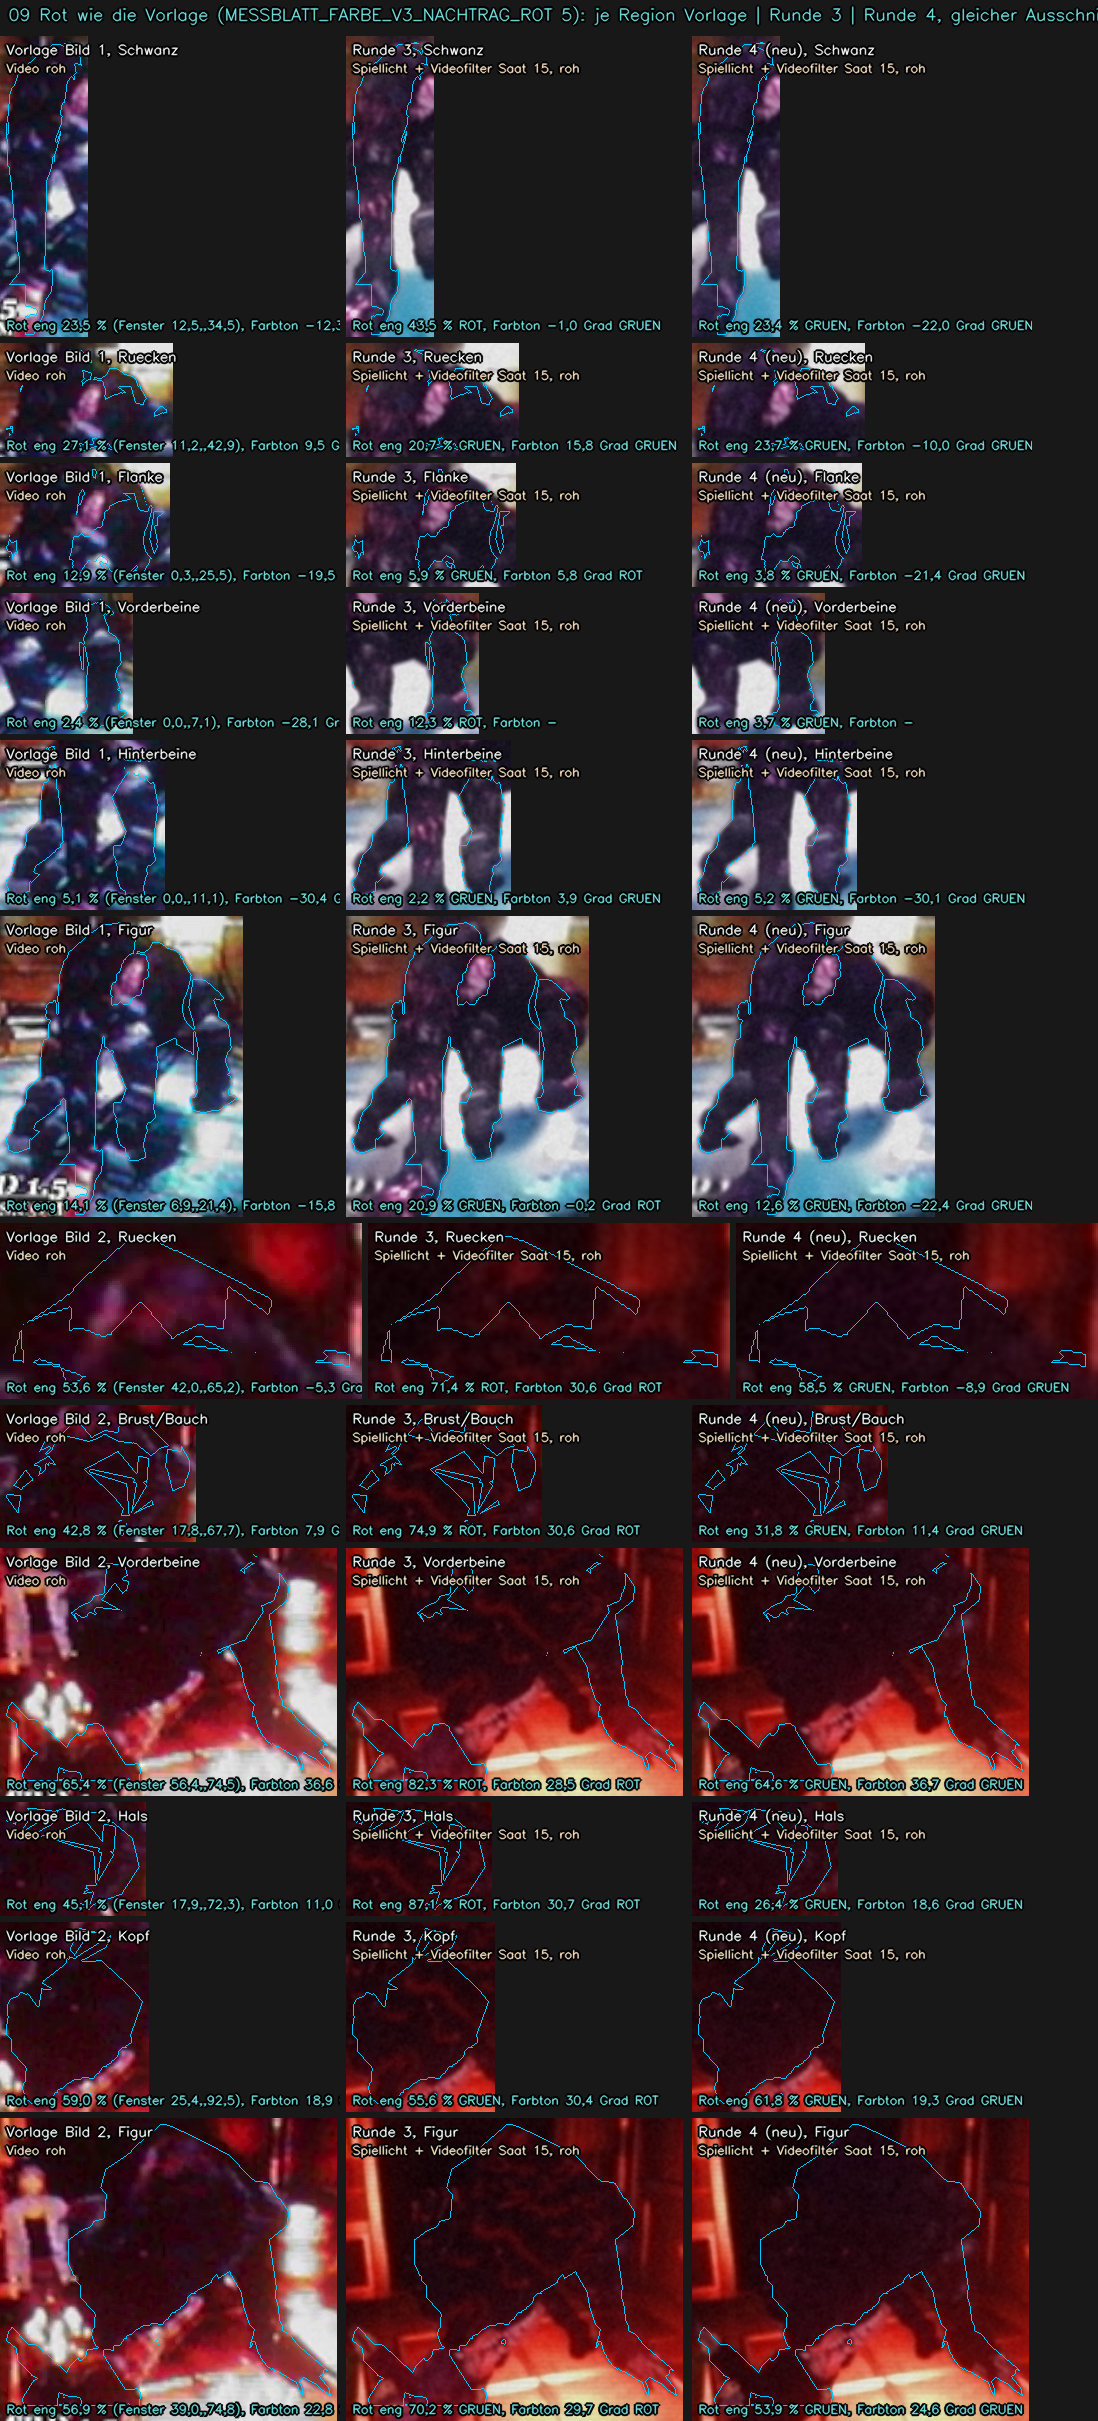 09 Rot wie die Vorlage (MESSBLATT_FARBE_V3_NACHTRAG_ROT 5): je Region Vorlage | Runde 3 | Runde 4, gleicher Ausschni
Vorlage Bild 1, Schwanz
Video roh
Rot eng 23,5 % (Fenster 12,5,,34,5), Farbton -12,3
Runde 3, Schwanz
Spiellicht + Videofilter Saat 15, roh
Rot eng 43,5 % ROT, Farbton -1,0 Grad GRUEN
Runde 4 (neu), Schwanz
Spiellicht + Videofilter Saat 15, roh
Rot eng 23,4 % GRUEN, Farbton -22,0 Grad GRUEN
Vorlage Bild 1, Ruecken
Video roh
Rot eng 27,1 % (Fenster 11,2,,42,9), Farbton 9,5 G
Runde 3, Ruecken
Spiellicht + Videofilter Saat 15, roh
Rot eng 20,7 % GRUEN, Farbton 15,8 Grad GRUEN
Runde 4 (neu), Ruecken
Spiellicht + Videofilter Saat 15, roh
Rot eng 23,7 % GRUEN, Farbton -10,0 Grad GRUEN
Vorlage Bild 1, Flanke
Video roh
Rot eng 12,9 % (Fenster 0,3,,25,5), Farbton -19,5
Runde 3, Flanke
Spiellicht + Videofilter Saat 15, roh
Rot eng 5,9 % GRUEN, Farbton 5,8 Grad ROT
Runde 4 (neu), Flanke
Spiellicht + Videofilter Saat 15, roh
Rot eng 3,8 % GRUEN, Farbton -21,4 Grad GRUEN
Vorlage Bild 1, Vorderbeine
Video roh
Rot eng 2,4 % (Fenster 0,0,,7,1), Farbton -28,1 Gr
Runde 3, Vorderbeine
Spiellicht + Videofilter Saat 15, roh
Rot eng 12,3 % ROT, Farbton -
Runde 4 (neu), Vorderbeine
Spiellicht + Videofilter Saat 15, roh
Rot eng 3,7 % GRUEN, Farbton -
Vorlage Bild 1, Hinterbeine
Video roh
Rot eng 5,1 % (Fenster 0,0,,11,1), Farbton -30,4 G
Runde 3, Hinterbeine
Spiellicht + Videofilter Saat 15, roh
Rot eng 2,2 % GRUEN, Farbton 3,9 Grad GRUEN
Runde 4 (neu), Hinterbeine
Spiellicht + Videofilter Saat 15, roh
Rot eng 5,2 % GRUEN, Farbton -30,1 Grad GRUEN
Vorlage Bild 1, Figur
Video roh
Rot eng 14,1 % (Fenster 6,9,,21,4), Farbton -15,8
Runde 3, Figur
Spiellicht + Videofilter Saat 15, roh
Rot eng 20,9 % GRUEN, Farbton -0,2 Grad ROT
Runde 4 (neu), Figur
Spiellicht + Videofilter Saat 15, roh
Rot eng 12,6 % GRUEN, Farbton -22,4 Grad GRUEN
Vorlage Bild 2, Ruecken
Video roh
Rot eng 53,6 % (Fenster 42,0,,65,2), Farbton -5,3 Gra
Runde 3, Ruecken
Spiellicht + Videofilter Saat 15, roh
Rot eng 71,4 % ROT, Farbton 30,6 Grad ROT
Runde 4 (neu), Ruecken
Spiellicht + Videofilter Saat 15, roh
Rot eng 58,5 % GRUEN, Farbton -8,9 Grad GRUEN
Vorlage Bild 2, Brust/Bauch
Video roh
Rot eng 42,8 % (Fenster 17,8,,67,7), Farbton 7,9 G
Runde 3, Brust/Bauch
Spiellicht + Videofilter Saat 15, roh
Rot eng 74,9 % ROT, Farbton 30,6 Grad ROT
Runde 4 (neu), Brust/Bauch
Spiellicht + Videofilter Saat 15, roh
Rot eng 31,8 % GRUEN, Farbton 11,4 Grad GRUEN
Vorlage Bild 2, Vorderbeine
Video roh
Rot eng 65,4 % (Fenster 56,4,,74,5), Farbton 36,6
Runde 3, Vorderbeine
Spiellicht + Videofilter Saat 15, roh
Rot eng 82,3 % ROT, Farbton 28,5 Grad ROT
Runde 4 (neu), Vorderbeine
Spiellicht + Videofilter Saat 15, roh
Rot eng 64,6 % GRUEN, Farbton 36,7 Grad GRUEN
Vorlage Bild 2, Hals
Video roh
Rot eng 45,1 % (Fenster 17,9,,72,3), Farbton 11,0
Runde 3, Hals
Spiellicht + Videofilter Saat 15, roh
Rot eng 87,1 % ROT, Farbton 30,7 Grad ROT
Runde 4 (neu), Hals
Spiellicht + Videofilter Saat 15, roh
Rot eng 26,4 % GRUEN, Farbton 18,6 Grad GRUEN
Vorlage Bild 2, Kopf
Video roh
Rot eng 59,0 % (Fenster 25,4,,92,5), Farbton 18,9
Runde 3, Kopf
Spiellicht + Videofilter Saat 15, roh
Rot eng 55,6 % GRUEN, Farbton 30,4 Grad ROT
Runde 4 (neu), Kopf
Spiellicht + Videofilter Saat 15, roh
Rot eng 61,8 % GRUEN, Farbton 19,3 Grad GRUEN
Vorlage Bild 2, Figur
Video roh
Rot eng 56,9 % (Fenster 39,0,,74,8), Farbton 22,8
Runde 3, Figur
Spiellicht + Videofilter Saat 15, roh
Rot eng 70,2 % GRUEN, Farbton 29,7 Grad ROT
Runde 4 (neu), Figur
Spiellicht + Videofilter Saat 15, roh
Rot eng 53,9 % GRUEN, Farbton 24,6 Grad GRUEN